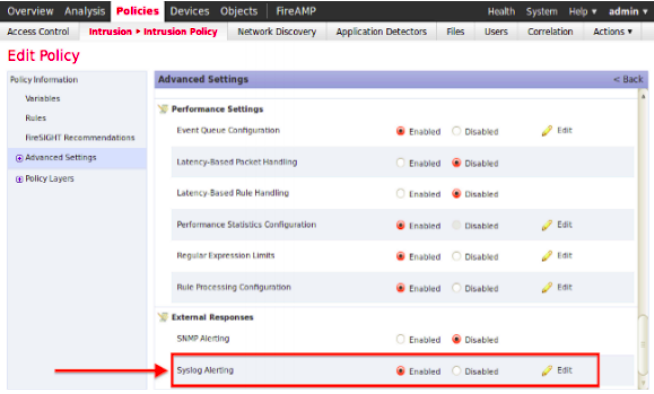 Overview Analysis Policies Devices Objects FireAMP Health System Help admin
Access Control Intrusion Intrusion Policy Network Discovery Application Detectors Files Users Correlation Actions
Edit Policy
Policy Information
Variables
Rules
FireSIGHT Recommendations
Advanced Settings
Policy Layers
Advanced Settings < Back
Performance Settings
Event Queue Configuration Enabled Disabled Edit
Latency-Based Packet Handling Enabled Disabled
Latency-Based Rule Handling Enabled Disabled
Performance Statistics Configuration Enabled Disabled Edit
Regular Expression Limits Enabled Disabled Edit
Rule Processing Configuration Enabled Disabled Edit
External Responses
SNMP Alerting Enabled Disabled
Syslog Alerting Enabled Disabled Edit